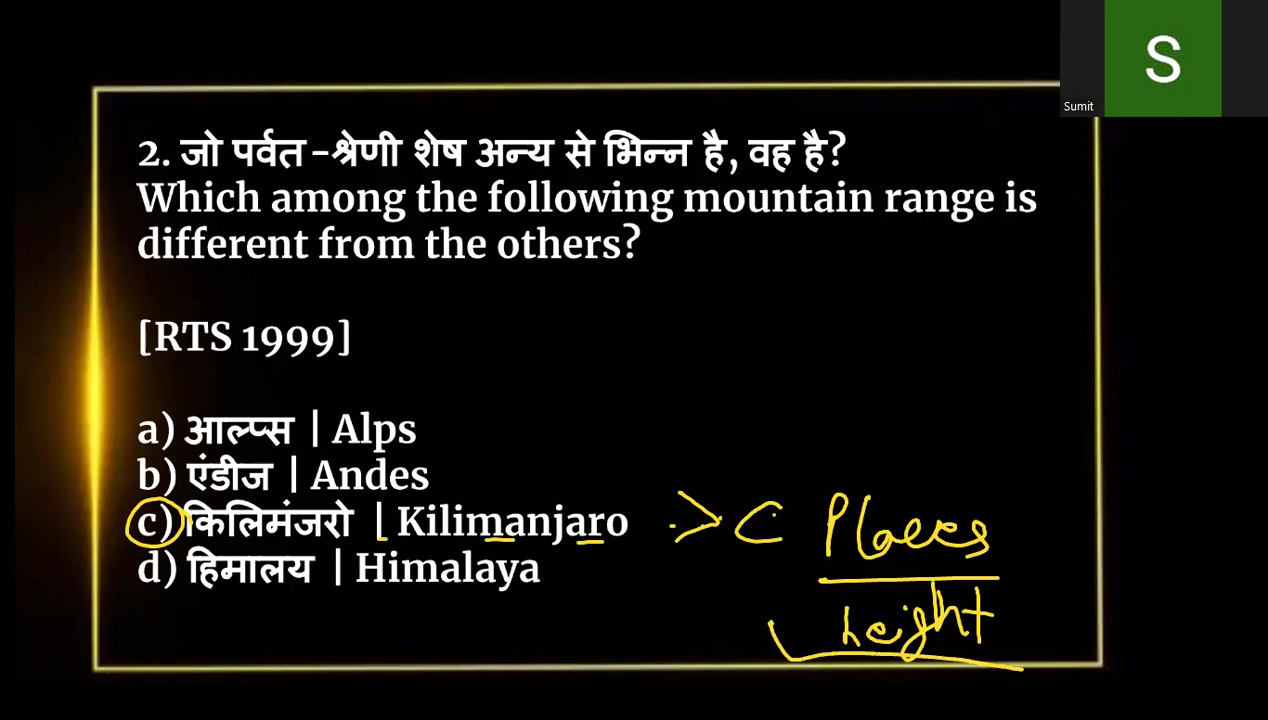 S
Sumit
2. जो पर्वत-श्रेणी शेष अन्य से भिन्न है, वह है?
Which among the following mountain range is
different from the others?
[RTS 1999]
a) आल्प्स | Alps
b) एंडीज | Andes
c) किलिमंजरो | Kilimanjaro > C Places
d) हिमालय | Himalaya
height